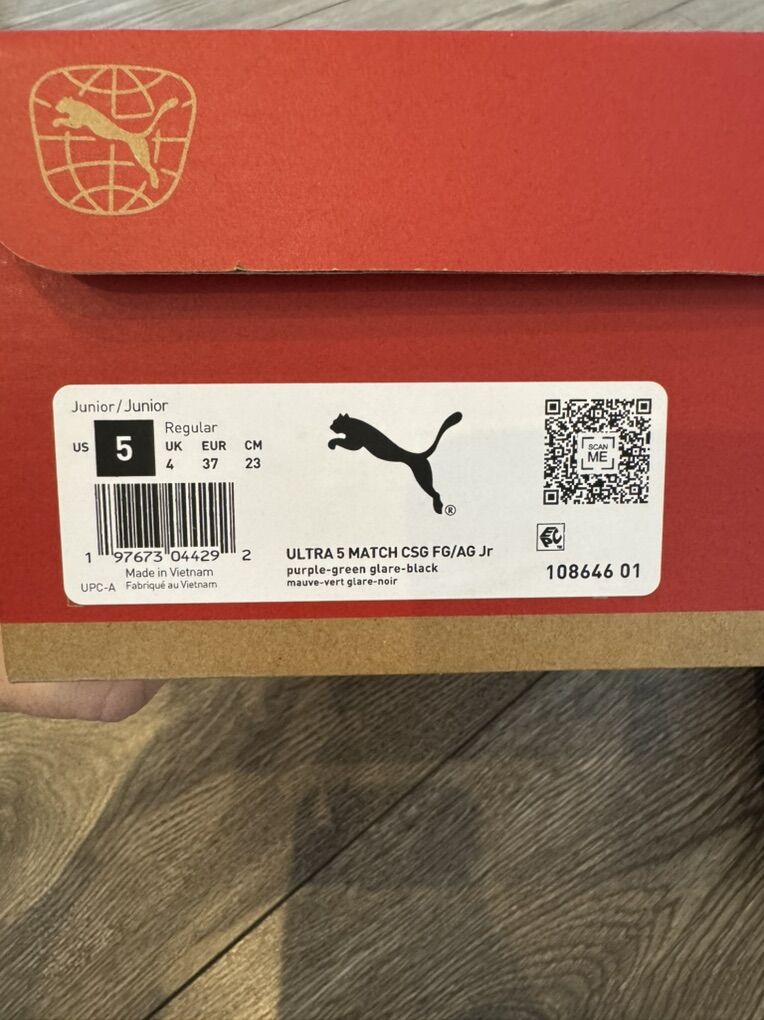 Junior/Junior
Regular
US 5 UK EUR CM
4 37 23
1 97673 04429 2
Made in Vietnam
UPC-A Fabriqué au Vietnam
®
ULTRA 5 MATCH CSG FG/AG Jr
purple-green glare-black
mauve-vert glare-noir
SCAN
ME
108646 01